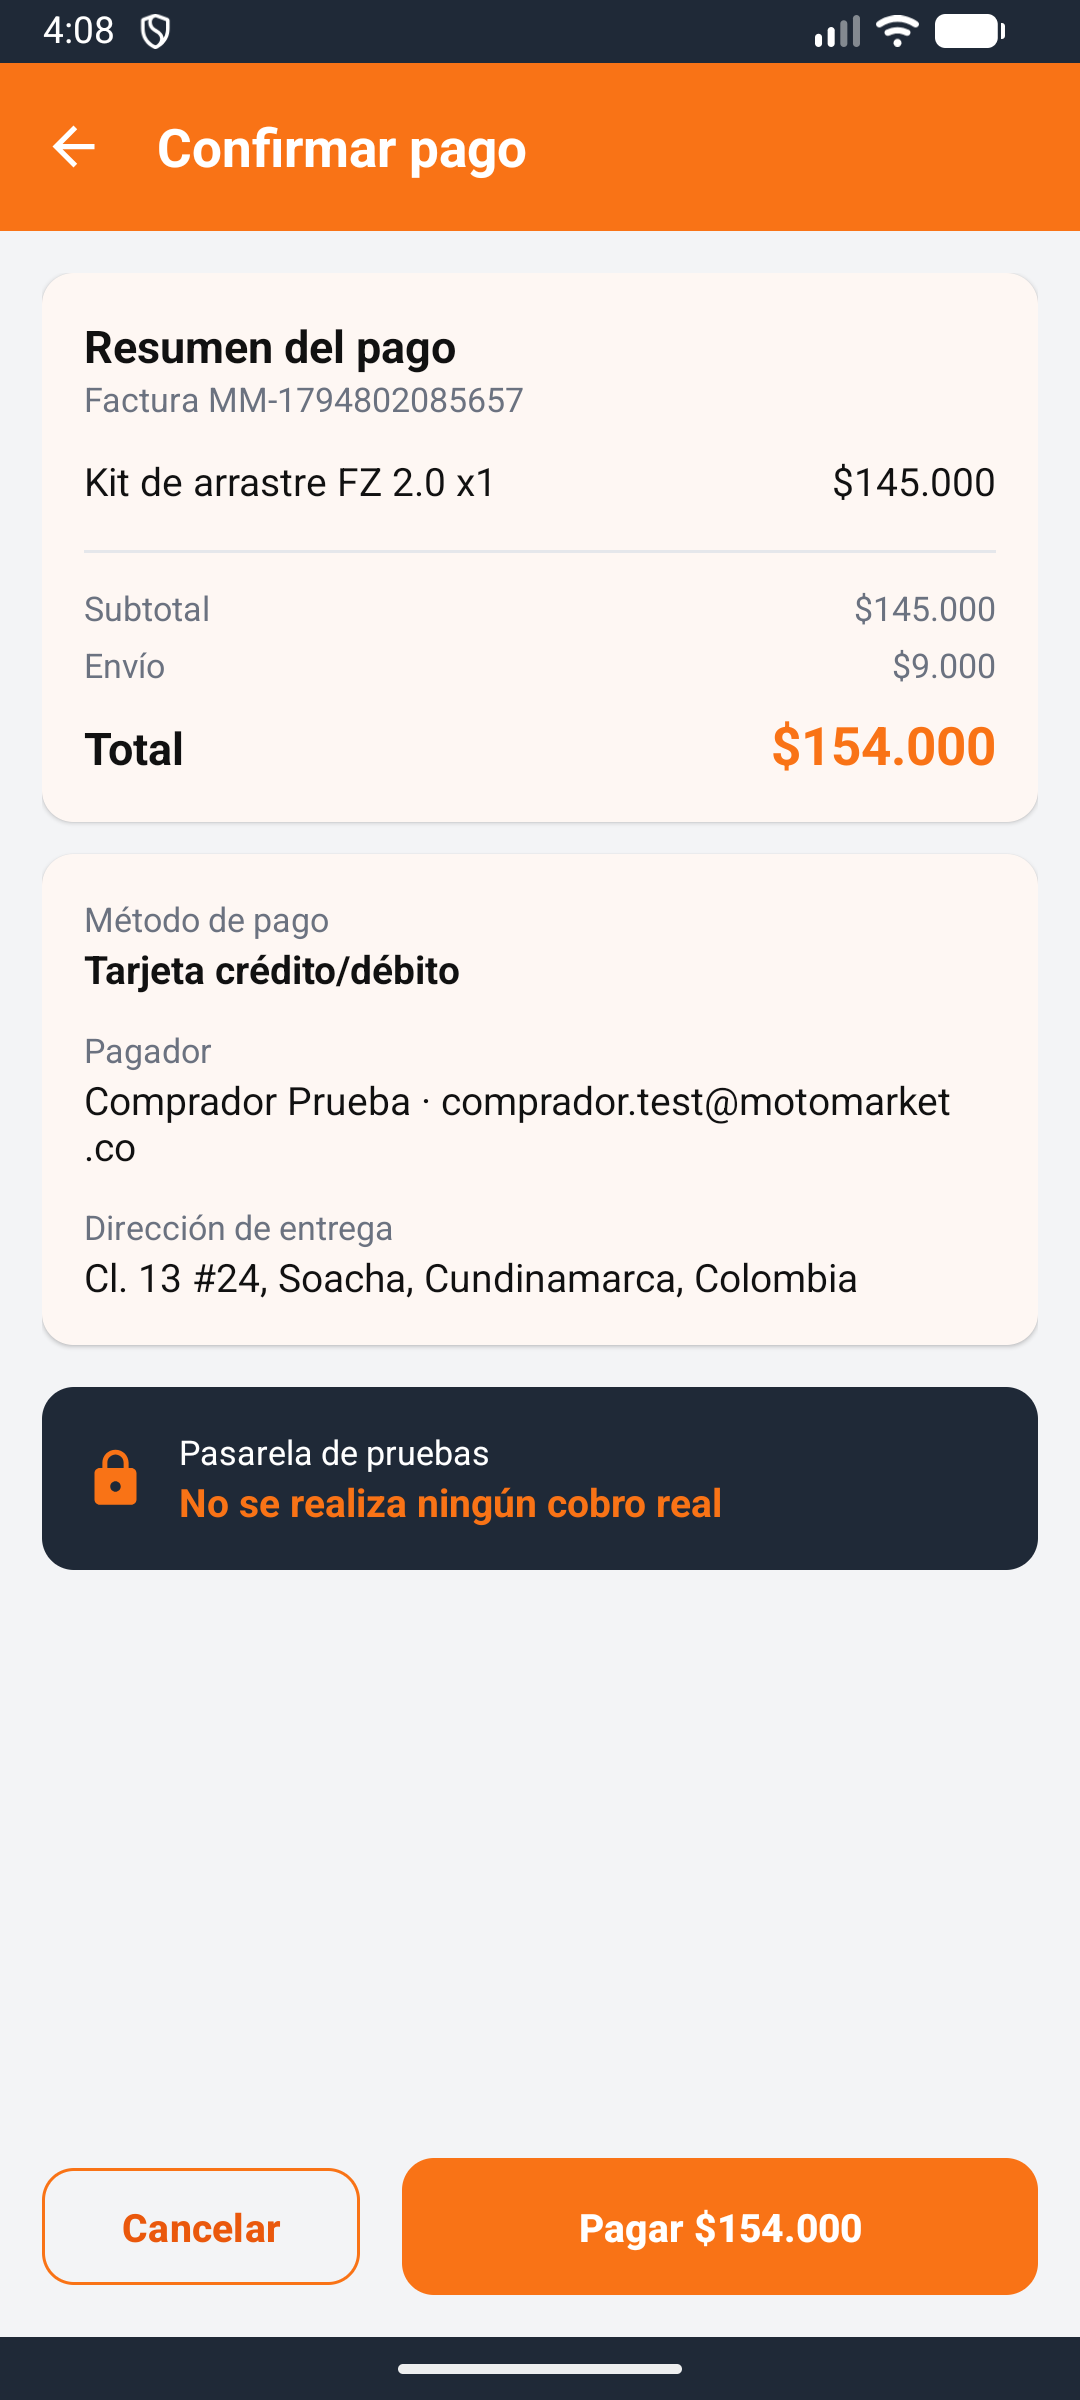 4:08
Confirmar pago
Resumen del pago
Factura MM-1794802085657
Kit de arrastre FZ 2.0 x1 $145.000
Subtotal $145.000
Envío $9.000
Total $154.000
Método de pago
Tarjeta crédito/débito
Pagador
Comprador Prueba · comprador.test@motomarket
.co
Dirección de entrega
Cl. 13 #24, Soacha, Cundinamarca, Colombia
Pasarela de pruebas
No se realiza ningún cobro real
Cancelar Pagar $154.000